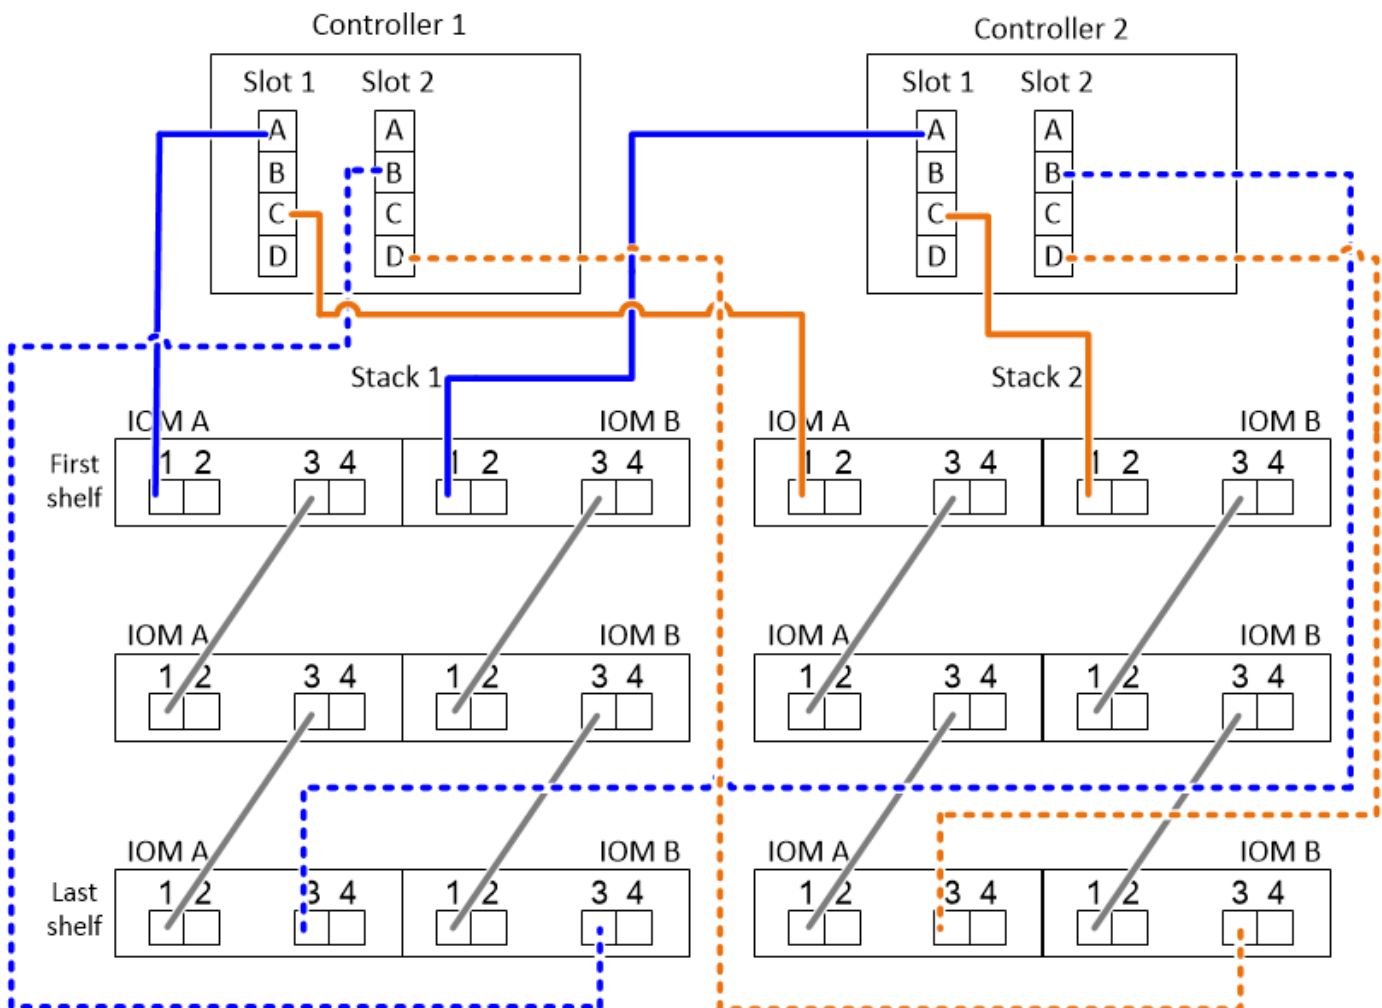 Controller 1
Controller 2
Slot 1 Slot 2
Slot 1 Slot 2
A A
B B
C C
D D
A A
B B
C C
D D
Stack 1
Stack 2
IOM A IOM B
IOM A IOM B
First
shelf
1 2 3 4 1 2 3 4
1 2 3 4 1 2 3 4
IOM A IOM B
IOM A IOM B
1 2 3 4 1 2 3 4
1 2 3 4 1 2 3 4
IOM A IOM B
IOM A IOM B
Last
shelf
1 2 3 4 1 2 3 4
1 2 3 4 1 2 3 4